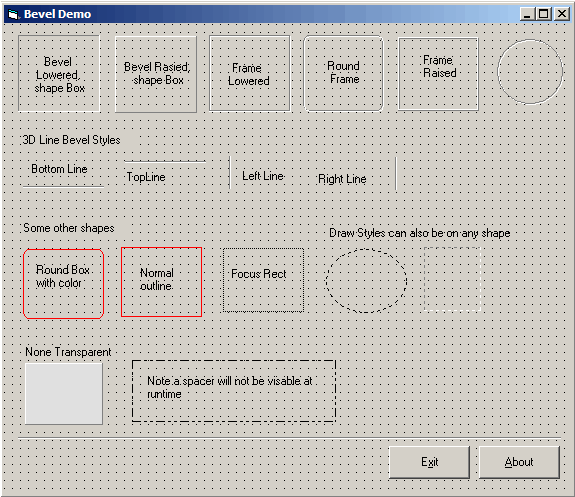 Bevel Demo
Bevel
Lowered,
shape Box
Bevel Rasied,
shape Box
Frame
Lowered
Round
Frame
Frame
Raised
3D Line Bevel Styles
Bottom Line
TopLine
Left Line
Right Line
Some other shapes
Draw Styles can also be on any shape
Round Box
with color
Normal
outline
Focus Rect
None Transparent
Note a spacer will not be visable at
runtime
Exit
About